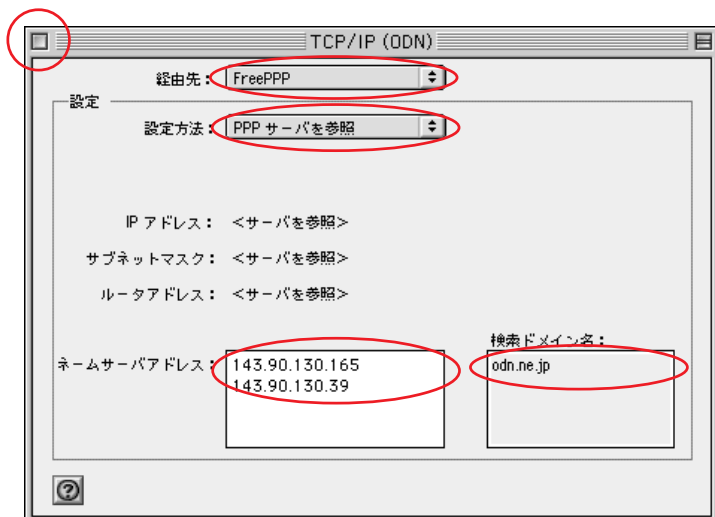 TCP/IP (ODN)
経由先： FreePPP
設定
設定方法： PPP サーバを参照
IP アドレス： <サーバを参照>
サブネットマスク： <サーバを参照>
ルータアドレス： <サーバを参照>
検索ドメイン名：
ネームサーバアドレス： 143.90.130.165 odn.ne.jp
143.90.130.39
?